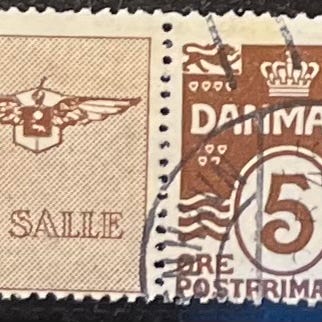 SALLE
DANMA
5
ØRE
POSTFRIMA